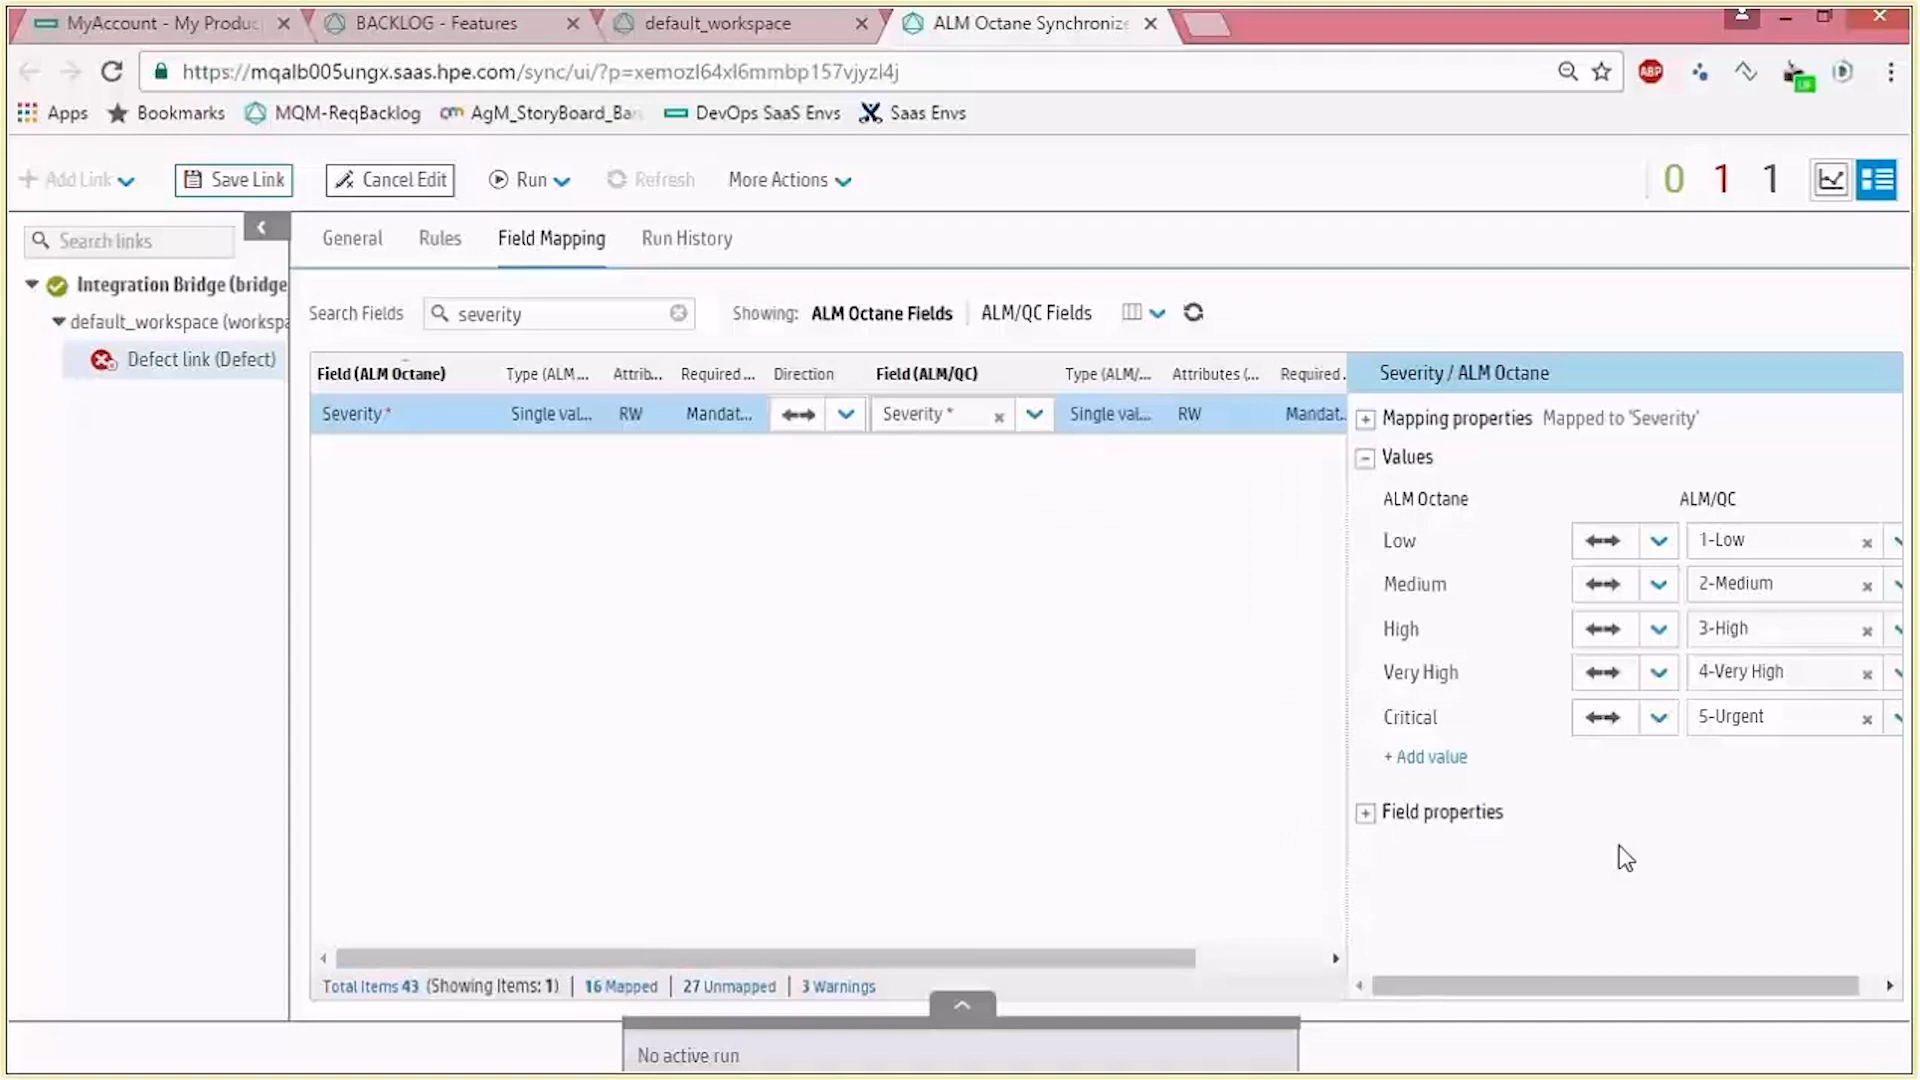 MyAccount - My Produc
BACKLOG - Features
default_workspace
ALM Octane Synchronize
https://mqalb005ungx.saas.hpe.com/sync/ui/?p=xemozl64xl6mmbp157vjyzl4j
ABP
Apps
Bookmarks
MQM-ReqBacklog
AgM_StoryBoard_Ba
DevOps SaaS Envs
Saas Envs
Add Link
Save Link
Cancel Edit
Run
Refresh
More Actions
0 1 1
Search links
General
Rules
Field Mapping
Run History
Integration Bridge (bridge
default_workspace (workspa
Defect link (Defect)
Search Fields
severity
Showing:
ALM Octane Fields
ALM/QC Fields
Field (ALM Octane)
Type (ALM...
Attrib...
Required ...
Direction
Field (ALM/QC)
Type (ALM/...
Attributes (...
Required .
Severity*
Single val...
RW
Mandat...
Severity *
Single val...
RW
Mandat..
Severity / ALM Octane
Mapping properties Mapped to 'Severity'
Values
ALM Octane ALM/QC
Low 1-Low
Medium 2-Medium
High 3-High
Very High 4-Very High
Critical 5-Urgent
+ Add value
Field properties
Total Items 43 (Showing Items: 1) | 16 Mapped | 27 Unmapped | 3 Warnings
No active run